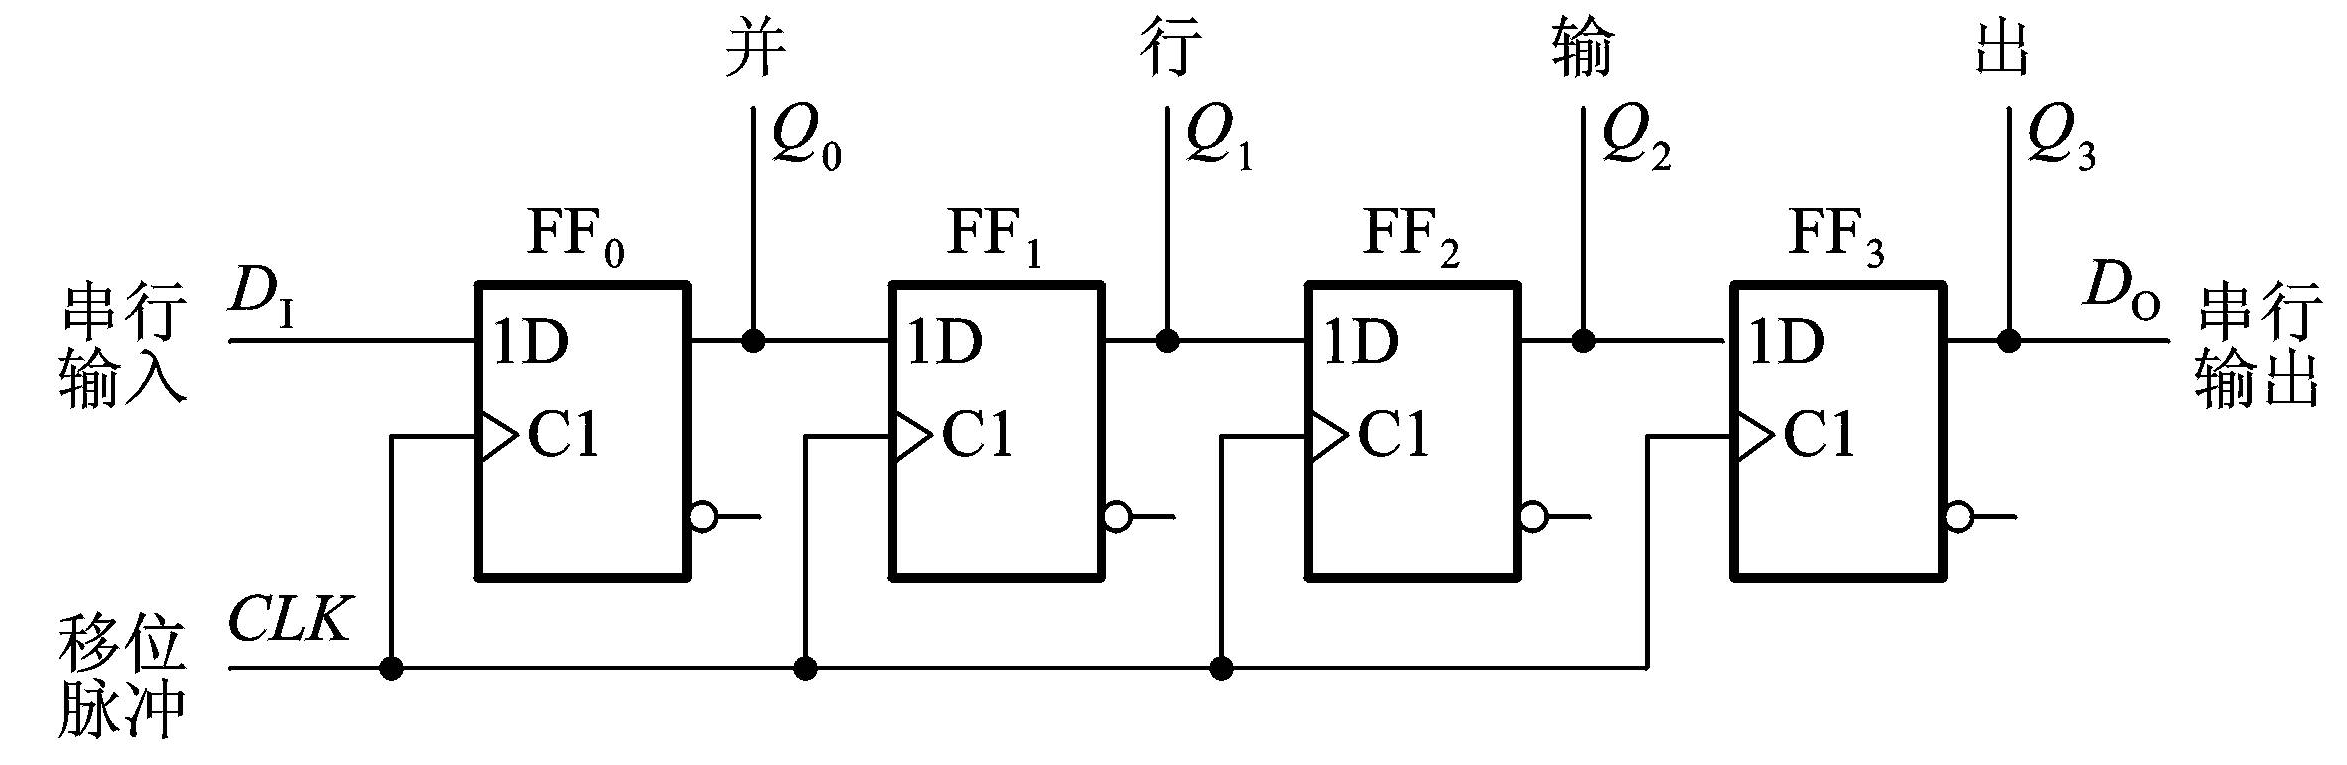 并 行 输 出
Q0 Q1 Q2 Q3
FF0 FF1 FF2 FF3
串行
输入
DI
1D 1D 1D 1D
DO
串行
输出
C1 C1 C1 C1
移位
脉冲
CLK